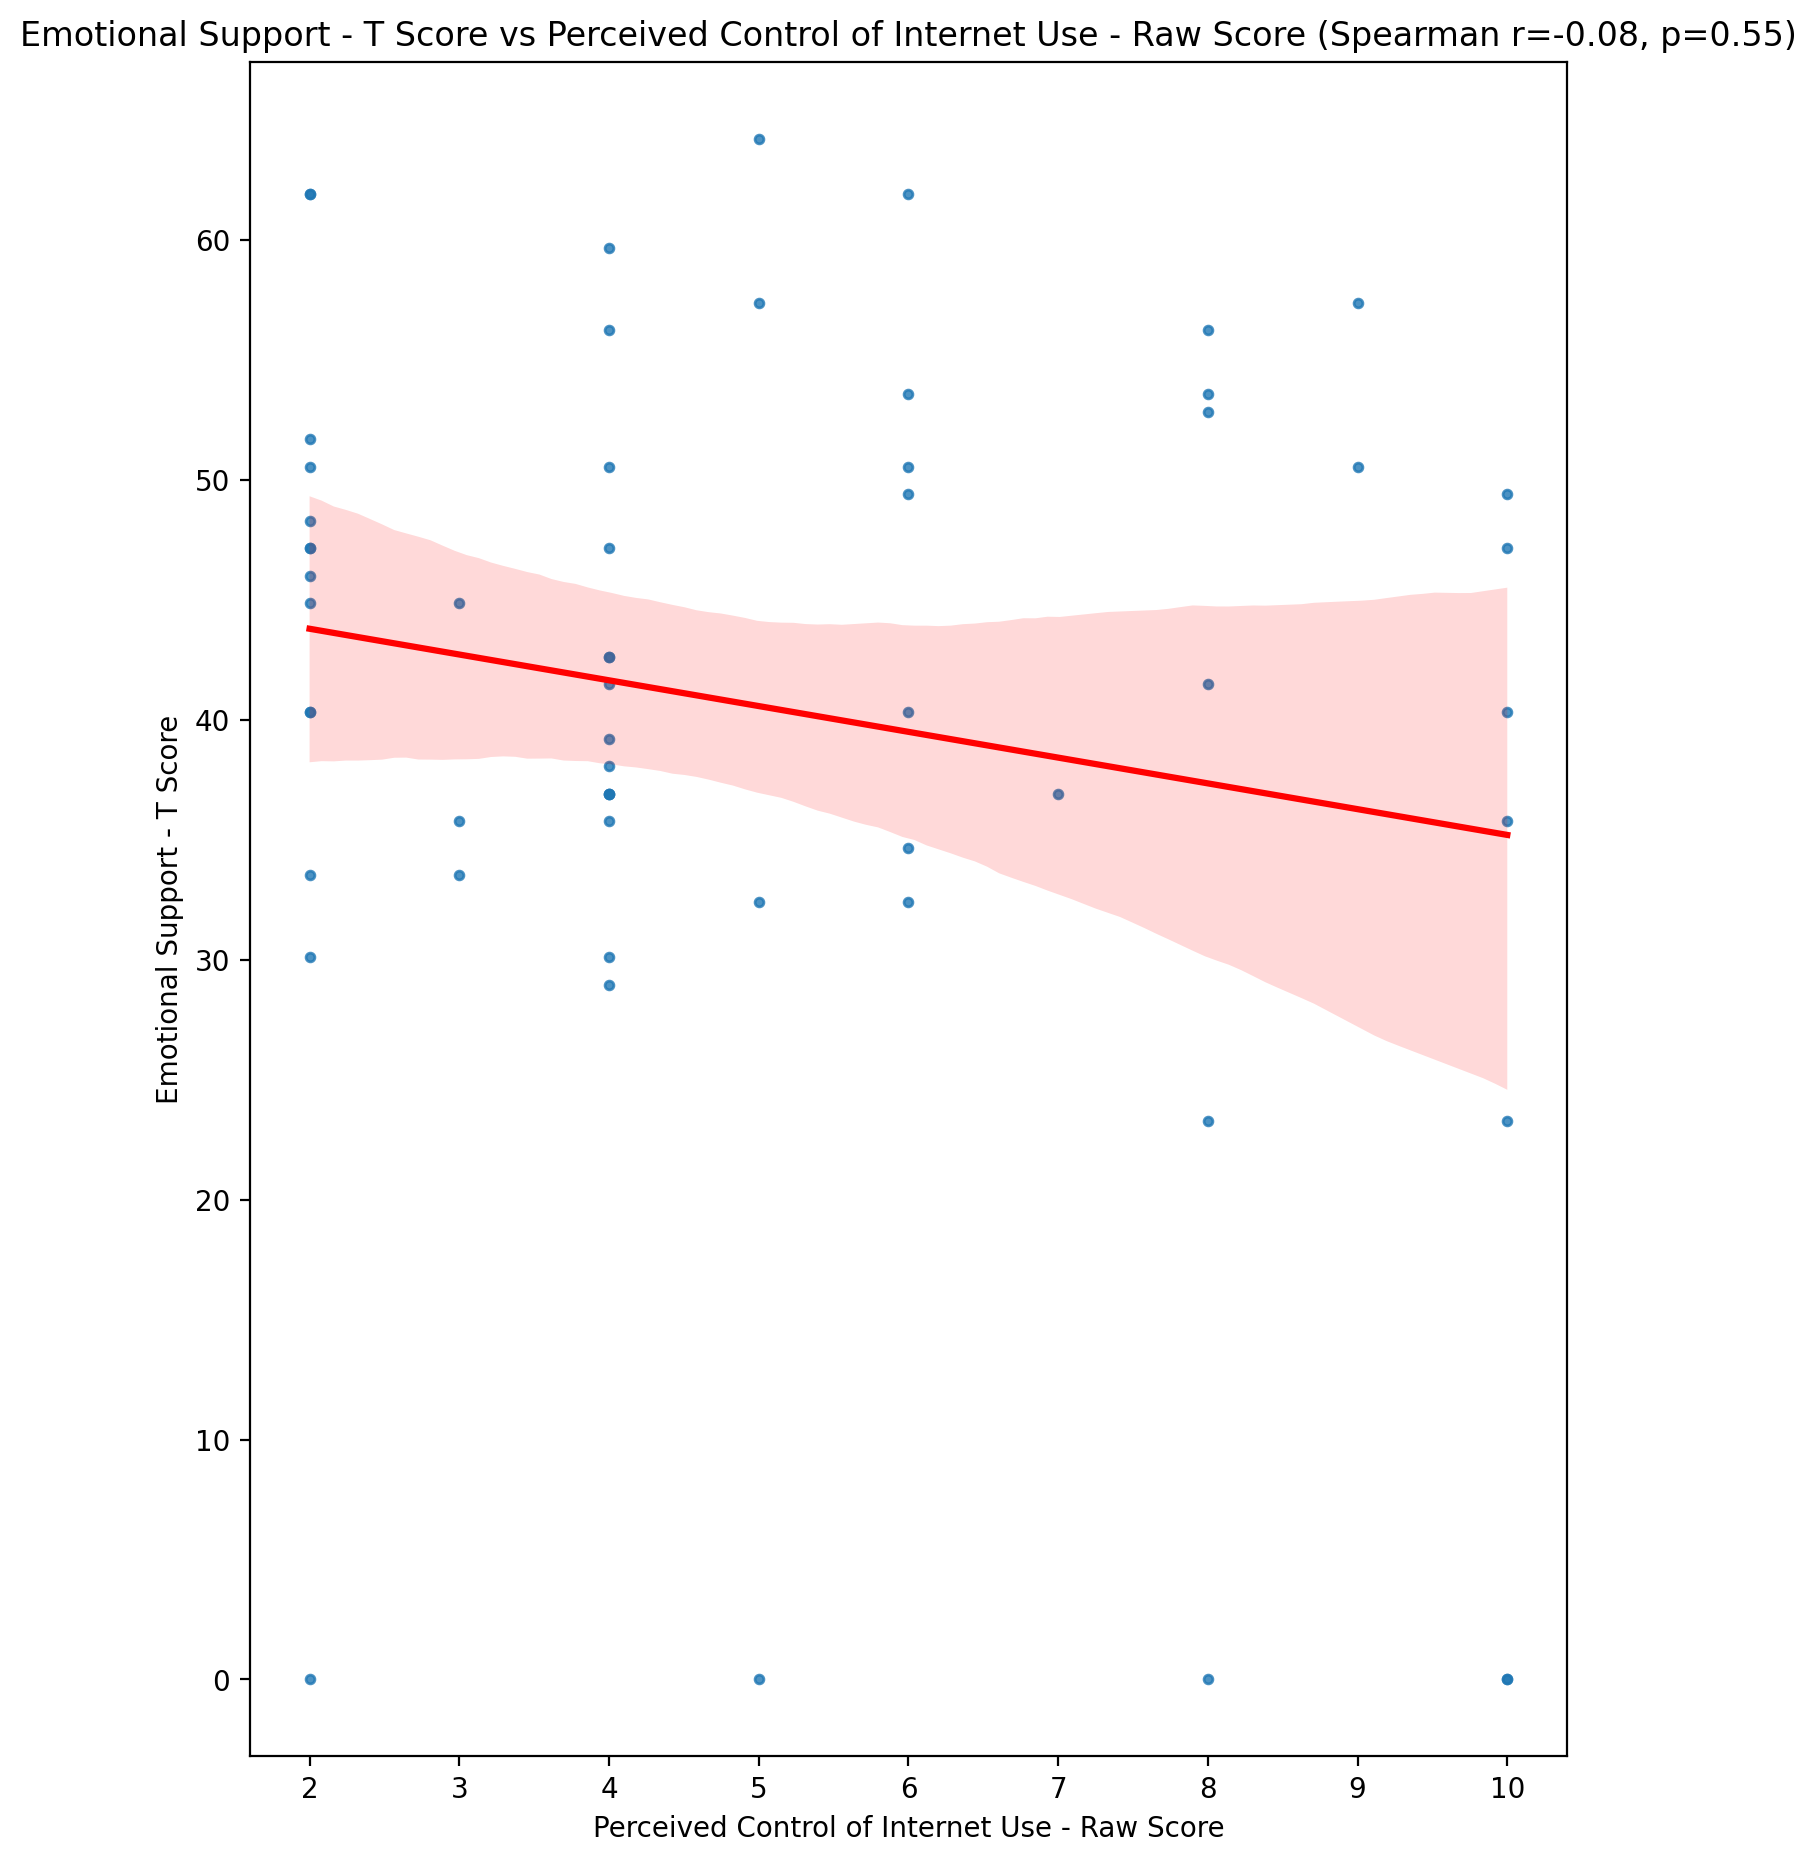 Emotional Support - T Score vs Perceived Control of Internet Use - Raw Score (Spearman r=-0.08, p=0.55)
60
50
40
30
20
10
0
Emotional Support - T Score
2 3 4 5 6 7 8 9 10
Perceived Control of Internet Use - Raw Score